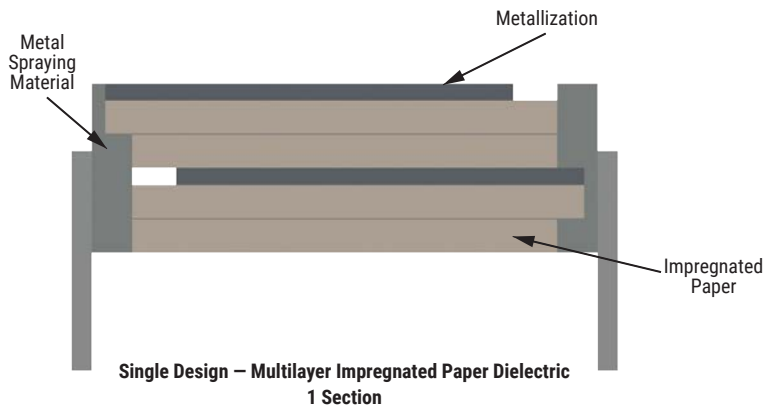 Metallization
Metal
Spraying
Material
Impregnated
Paper
Single Design — Multilayer Impregnated Paper Dielectric
1 Section